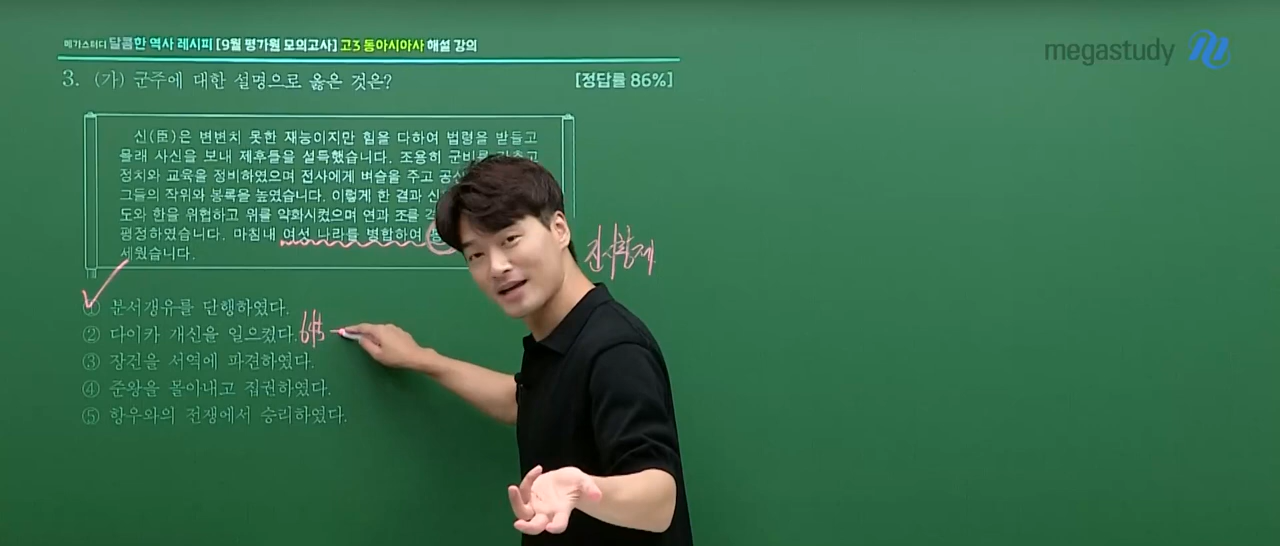 메가스터디 달콤한 역사 레시피 [9월 평가원 모의고사] 고3 동아시아사 해설 강의
megastudy
3. (가) 군주에 대한 설명으로 옳은 것은?
[정답률 86%]
신(臣)은 변변치 못한 재능이지만 힘을 다하여 법령을 받들고
몰래 사신을 보내 제후들을 설득했습니다. 조용히 군비를 갖추고
정치와 교육을 정비하였으며 전사에게 벼슬을 주고 공신
그들의 작위와 봉록을 높였습니다. 이렇게 한 결과
도와 한을 위협하고 위를 약화시켰으며 연과 조를
평정하였습니다. 마침내 여섯 나라를 병합하여
세웠습니다.
진시황제
① 분서갱유를 단행하였다.
② 다이카 개신을 일으켰다. 645
③ 장건을 서역에 파견하였다.
④ 준왕을 몰아내고 집권하였다.
⑤ 항우와의 전쟁에서 승리하였다.